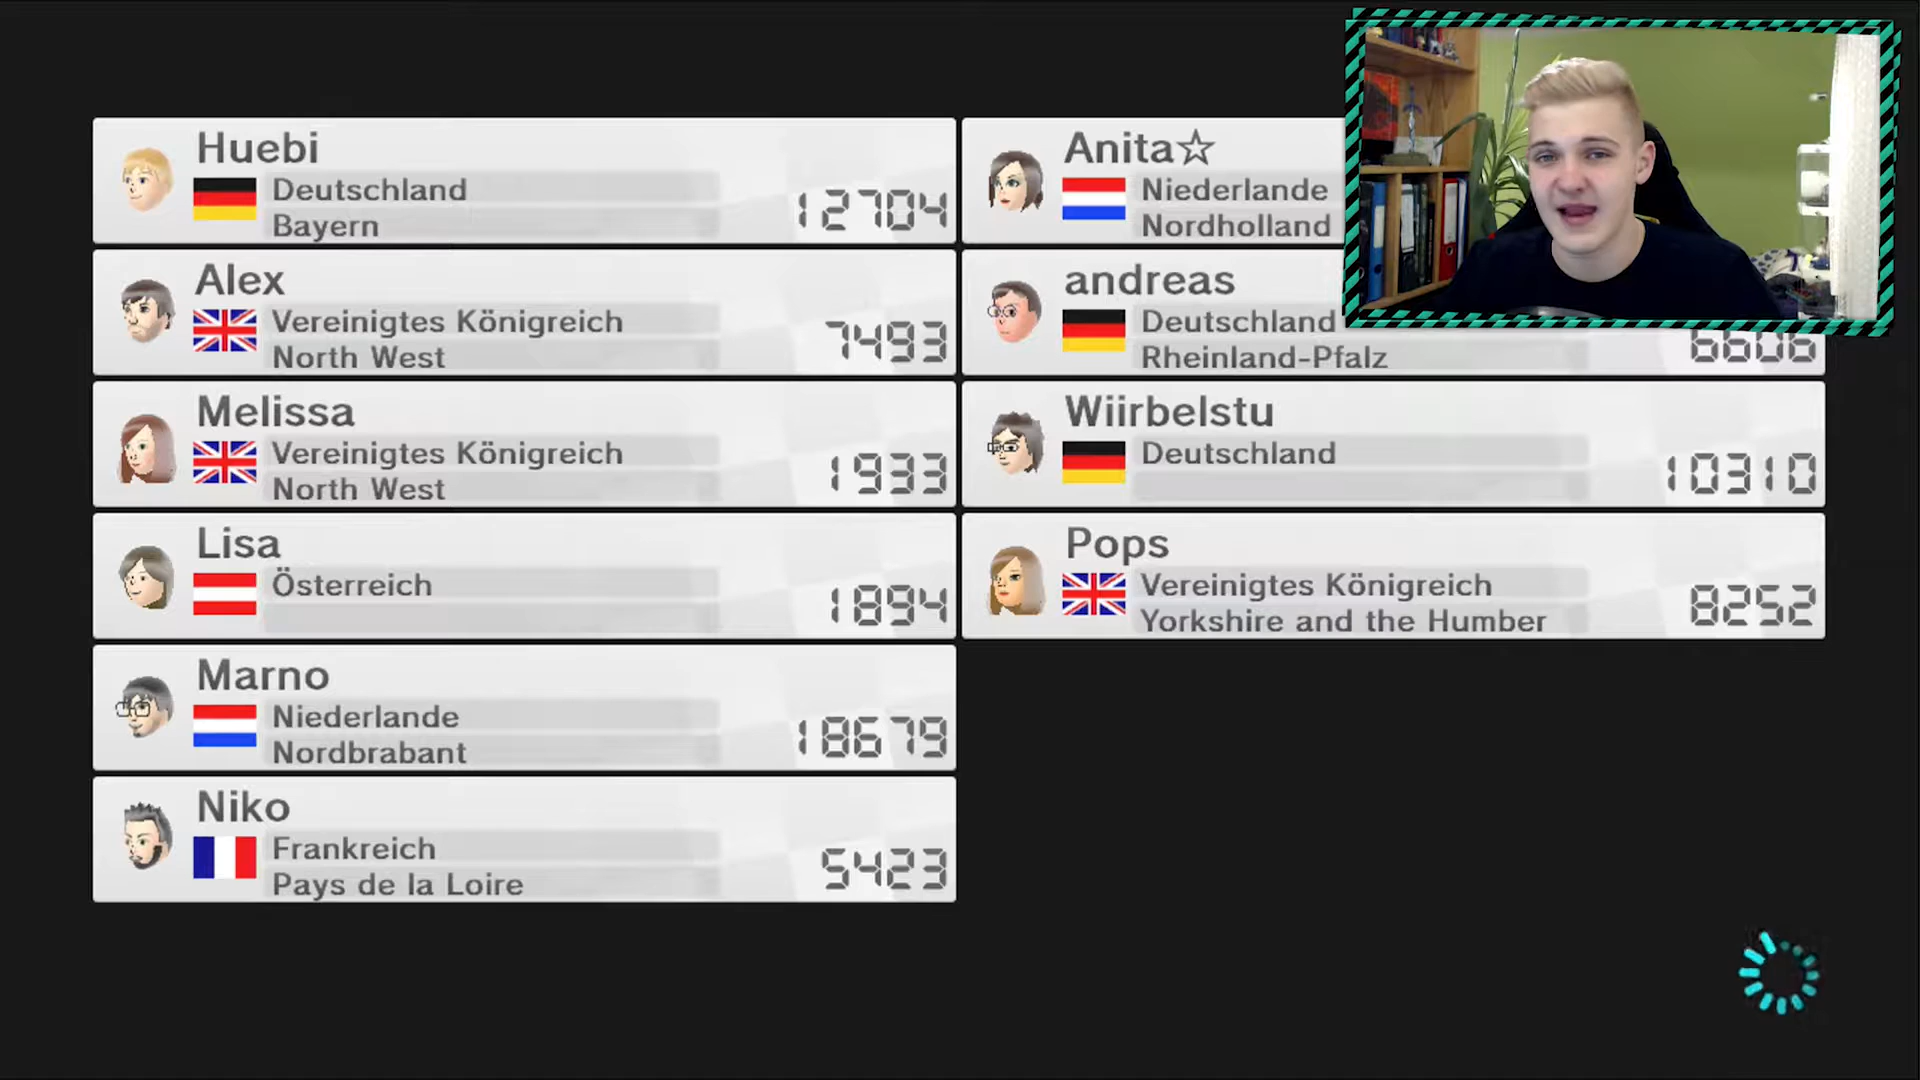 Huebi
Deutschland
Bayern
12704
Alex
Vereinigtes Königreich
North West
7493
Melissa
Vereinigtes Königreich
North West
1933
Lisa
Österreich
1894
Marno
Niederlande
Nordbrabant
18679
Niko
Frankreich
Pays de la Loire
5423
Anita☆
Niederlande
Nordholland
andreas
Deutschland
Rheinland-Pfalz
6606
Wiirbelstu
Deutschland
10310
Pops
Vereinigtes Königreich
Yorkshire and the Humber
8252